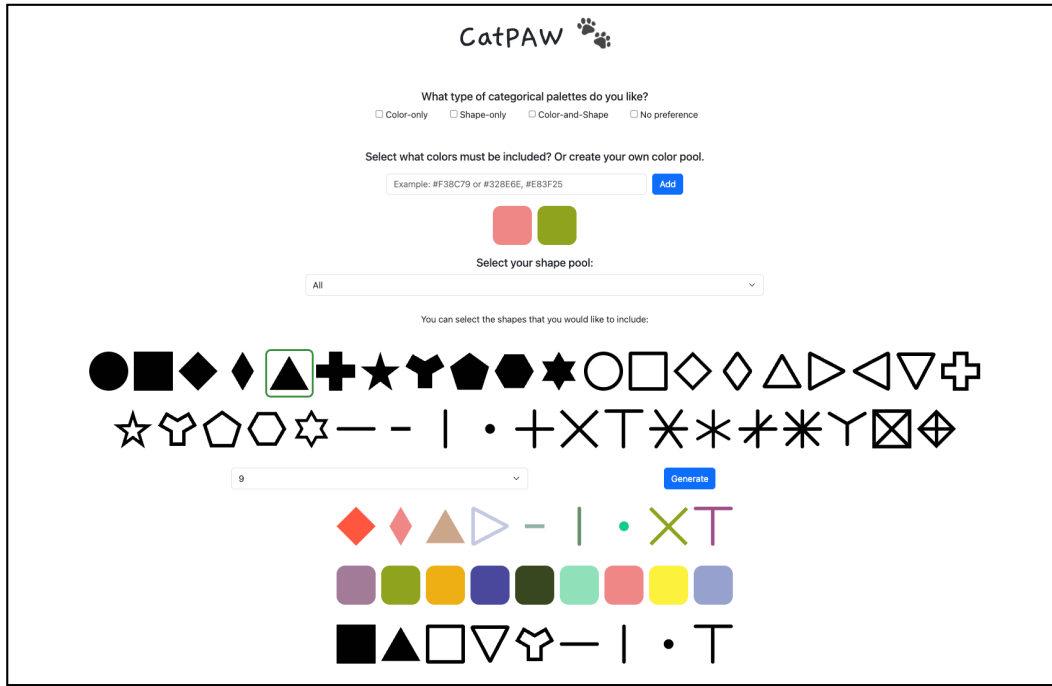 CatPAW
What type of categorical palettes do you like?
Color-only Shape-only Color-and-Shape No preference
Select what colors must be included? Or create your own color pool.
Example: #F38C79 or #328E6E, #E83F25 Add
Select your shape pool:
All
You can select the shapes that you would like to include:
9 Generate